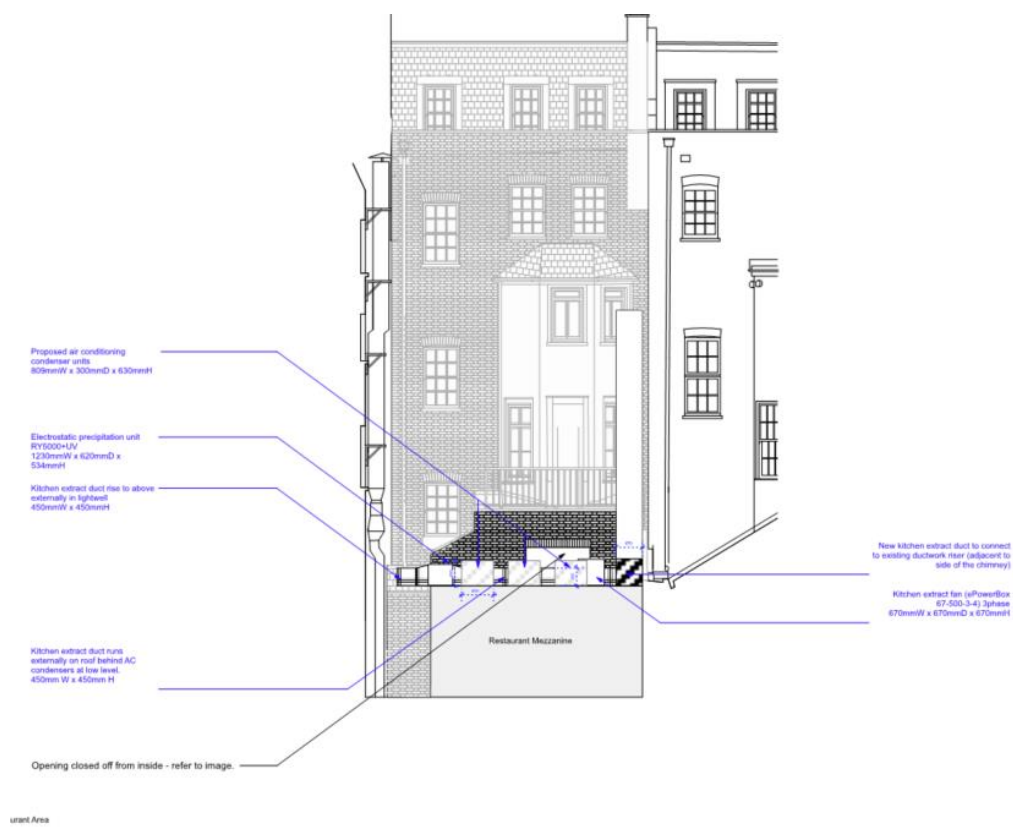 Proposed air conditioning
condenser units
809mmW x 300mmD x 630mmH
Electrostatic precipitation unit
RY5000+UV
1230mmW x 620mmD x
534mmH
Kitchen extract duct rise to above
externally in lightwell
450mmW x 450mmH
New kitchen extract duct to connect
to existing ductwork riser (adjacent to
side of the chimney)
Kitchen extract fan (ePowerBox
67-500-3-4) 3phase
670mmW x 670mmD x 670mmH
Restaurant Mezzanine
Kitchen extract duct runs
externally on roof behind AC
condensers at low level.
450mm W x 450mm H
Opening closed off from inside - refer to image.
urant Area